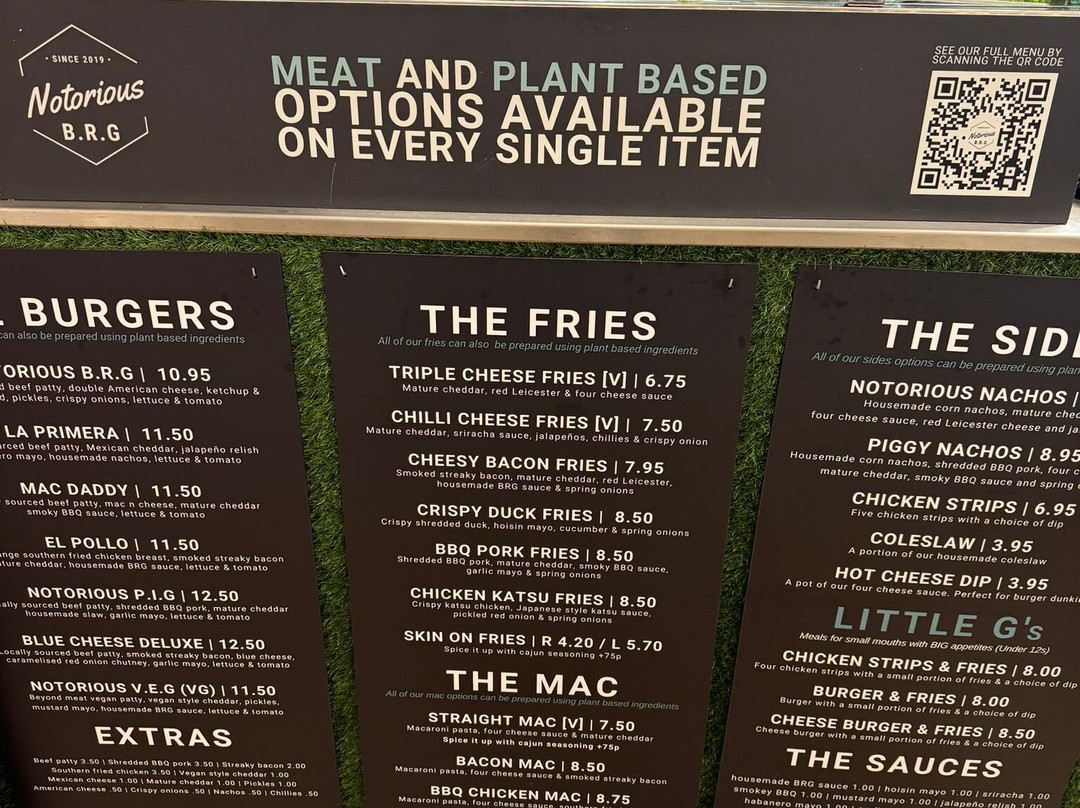 · SINCE 2019 ·
Notorious
B.R.G
MEAT AND PLANT BASED
OPTIONS AVAILABLE
ON EVERY SINGLE ITEM
SEE OUR FULL MENU BY
SCANNING THE QR CODE
Notorious
B.R.G
BURGERS
can also be prepared using plant based ingredients
B.R.G | 10.95
beef patty, double American cheese, ketchup &
pickles, crispy onions, lettuce & tomato
LA PRIMERA | 11.50
beef patty, Mexican cheddar, jalapeño relish
mayo, housemade nachos, lettuce & tomato
MAC DADDY | 11.50
sourced beef patty, mac n cheese, mature cheddar
smoky BBQ sauce, lettuce & tomato
EL POLLO | 11.50
southern fried chicken breast, smoked streaky bacon
cheddar, housemade BRG sauce, lettuce & tomato
NOTORIOUS P.I.G | 12.50
sourced beef patty, shredded BBQ pork, mature cheddar
housemade slaw, garlic mayo, lettuce & tomato
BLUE CHEESE DELUXE | 12.50
Locally sourced beef patty, smoked streaky bacon, blue cheese,
caramelised red onion chutney, garlic mayo, lettuce & tomato
NOTORIOUS V.E.G (VG) | 11.50
Beyond meat vegan patty, vegan style cheddar, pickles,
mustard mayo, housemade BRG sauce, lettuce & tomato
EXTRAS
Beef patty 3.50 | Shredded BBQ pork 3.50 | Streaky bacon 2.00
Southern fried chicken 3.50 | Vegan style cheddar 1.00
Mexican cheese 1.00 | Mature cheddar 1.00 | Pickles 1.00
American cheese .50 | Crispy onions .50 | Nachos .50 | Chillies .50
THE FRIES
All of our fries can also be prepared using plant based ingredients
TRIPLE CHEESE FRIES [V] | 6.75
Mature cheddar, red Leicester & four cheese sauce
CHILLI CHEESE FRIES [V] | 7.50
Mature cheddar, sriracha sauce, jalapeños, chillies & crispy onion
CHEESY BACON FRIES | 7.95
Smoked streaky bacon, mature cheddar, red Leicester,
housemade BRG sauce & spring onions
CRISPY DUCK FRIES | 8.50
Crispy shredded duck, hoisin mayo, cucumber & spring onions
BBQ PORK FRIES | 8.50
Shredded BBQ pork, mature cheddar, smoky BBQ sauce,
garlic mayo & spring onions
CHICKEN KATSU FRIES | 8.50
Crispy katsu chicken, Japanese style katsu sauce,
pickled red onion & spring onions
SKIN ON FRIES | R 4.20 / L 5.70
Spice it up with cajun seasoning +75p
THE MAC
All of our mac options can be prepared using plant based ingredients
STRAIGHT MAC [V] | 7.50
Macaroni pasta, four cheese sauce & mature cheddar
Spice it up with cajun seasoning +75p
BACON MAC | 8.50
Macaroni pasta, four cheese sauce & smoked streaky bacon
BBQ CHICKEN MAC | 8.75
Macaroni pasta, four cheese sauce, southern
THE
All of our sides options can be prepared using
NOTORIOUS NACHOS |
Housemade corn nachos, mature
four cheese sauce, red Leicester cheese and
PIGGY NACHOS | 8.95
Housemade corn nachos, shredded BBQ pork, four
mature cheddar, smoky BBQ sauce and spring
CHICKEN STRIPS | 6.95
Five chicken strips with a choice of dip
COLESLAW | 3.95
A portion of our housemade coleslaw
HOT CHEESE DIP | 3.95
A pot of our four cheese sauce. Perfect for burger
LITTLE G's
Meals for small mouths with BIG appetites (Under 12s)
CHICKEN STRIPS & FRIES | 8.00
Four chicken strips with a small portion of fries & a choice of dip
BURGER & FRIES | 8.00
Burger with a small portion of fries & a choice of dip
CHEESE BURGER & FRIES | 8.50
Cheese burger with a small portion of fries & a choice of dip
THE SAUCES
housemade BRG sauce 1.00 | hoisin mayo 1.00 | sriracha 1.00
smokey BBQ 1.00 | mustard mayo 1.00 | jalapeño relish 1.00
habanero mayo 1.00